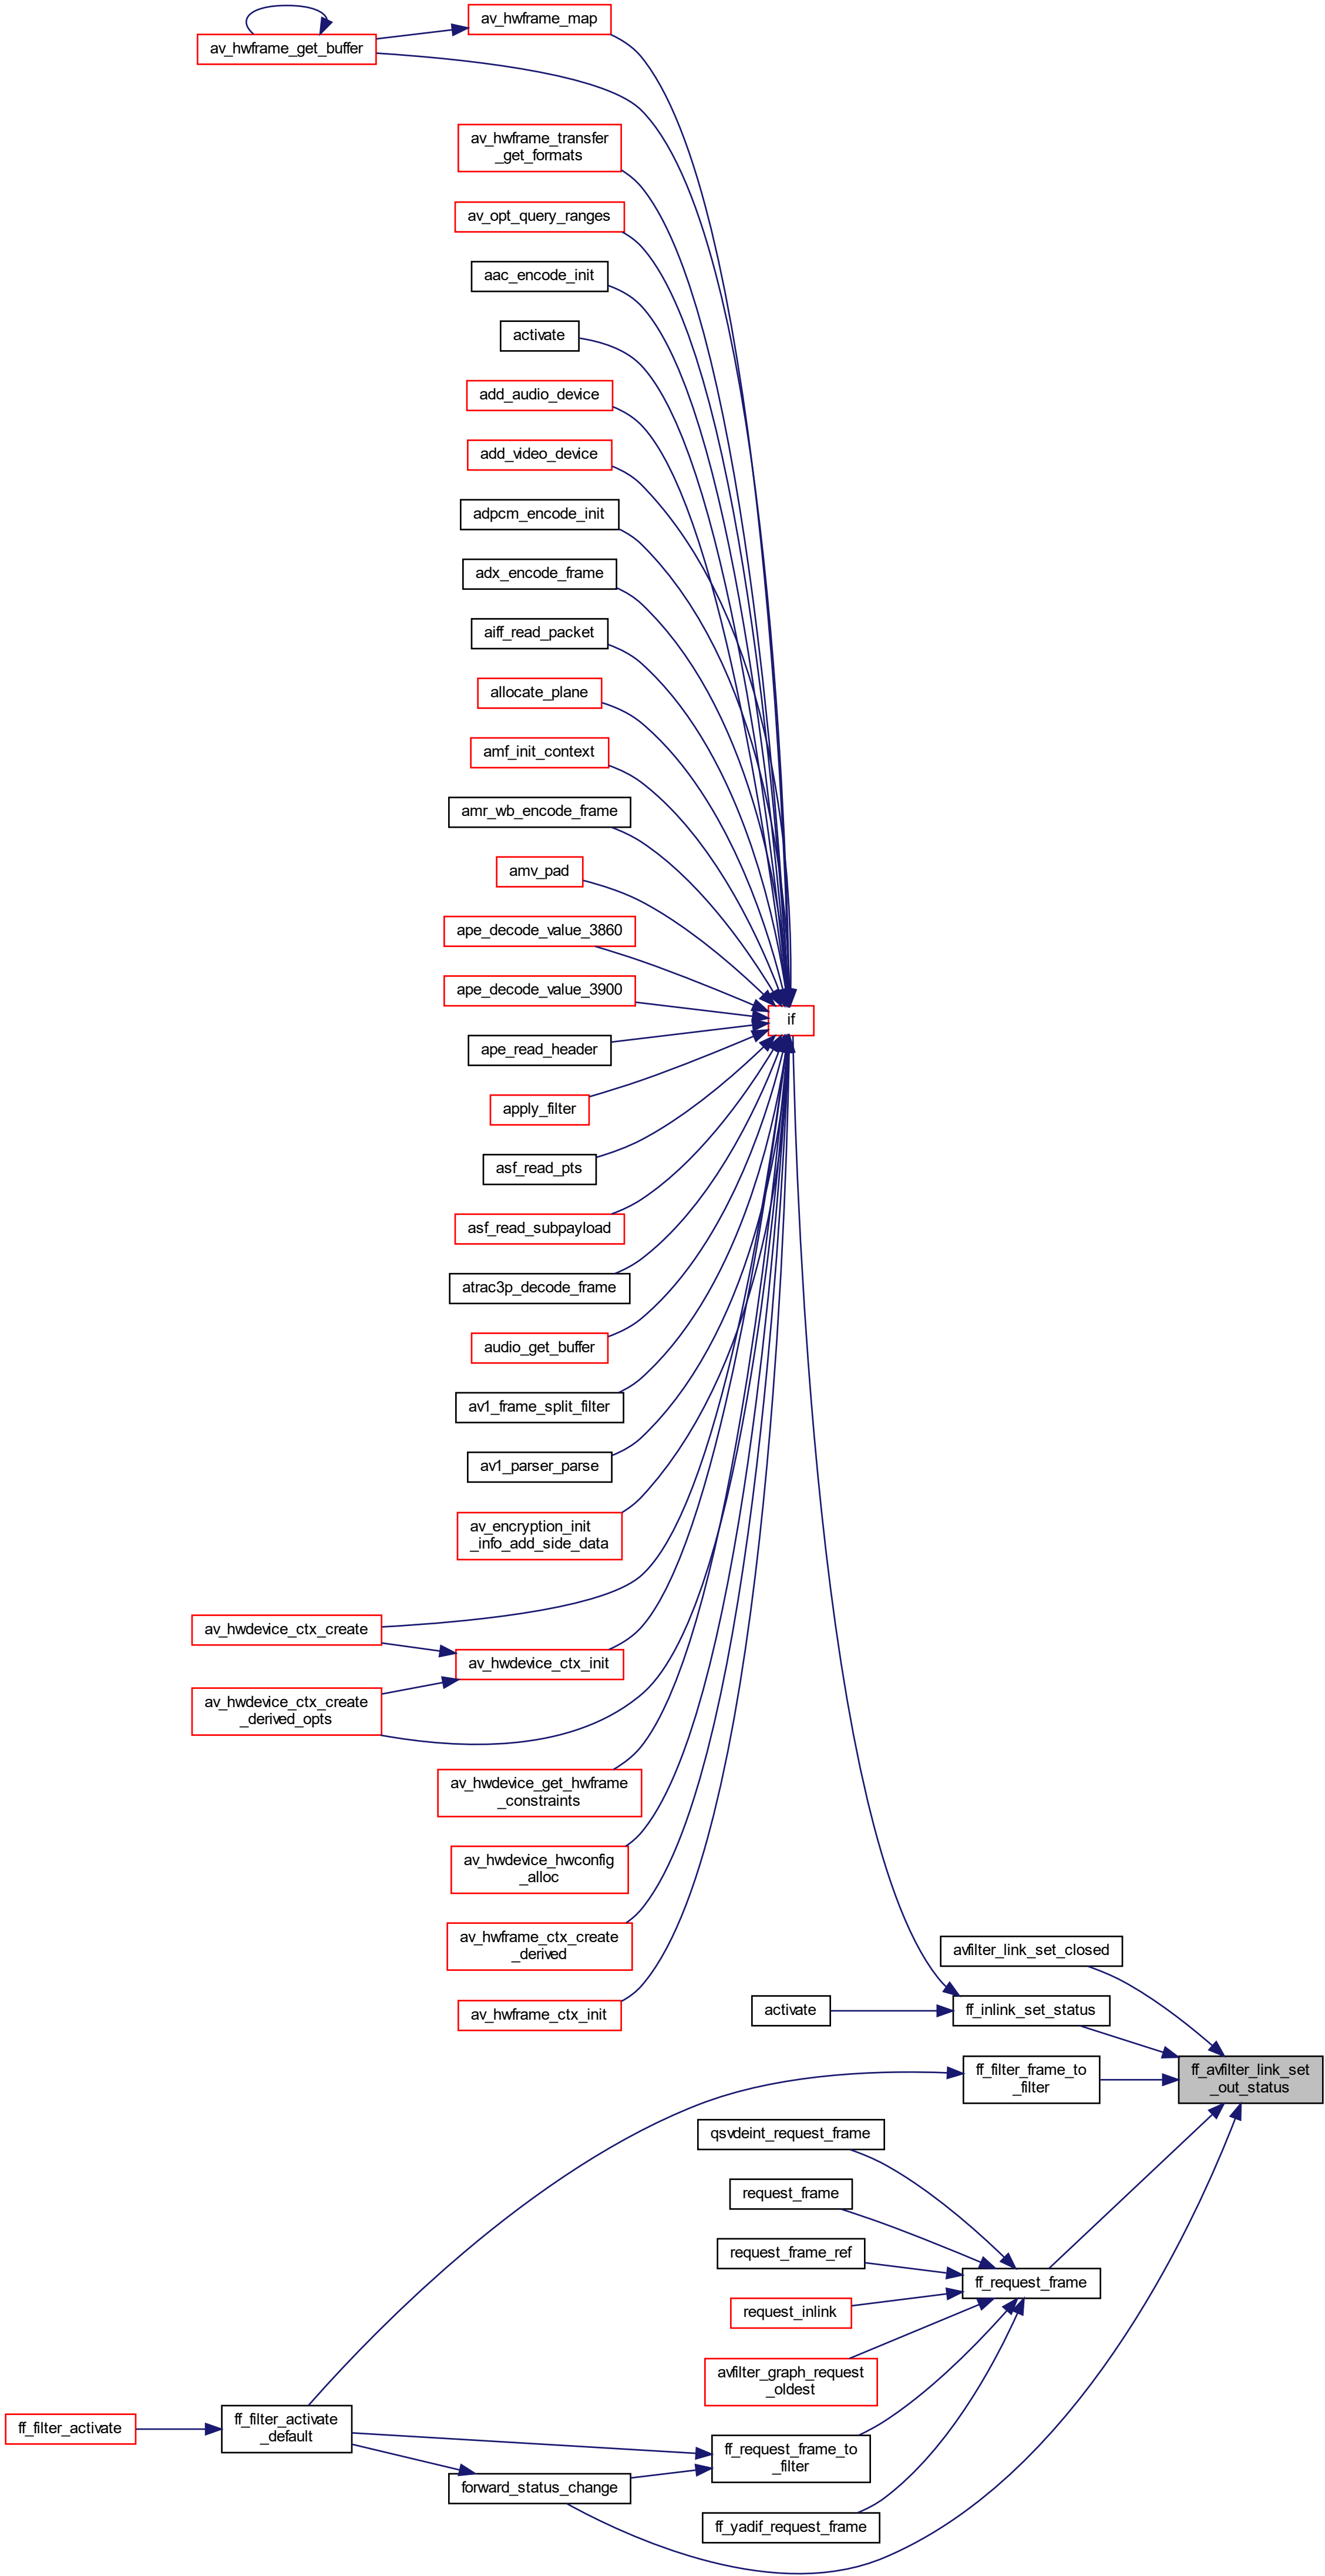 av_hwframe_map
av_hwframe_get_buffer
av_hwframe_transfer
_get_formats
av_opt_query_ranges
aac_encode_init
activate
add_audio_device
add_video_device
adpcm_encode_init
adx_encode_frame
aiff_read_packet
allocate_plane
amf_init_context
amr_wb_encode_frame
amv_pad
ape_decode_value_3860
ape_decode_value_3900
if
ape_read_header
apply_filter
asf_read_pts
asf_read_subpayload
atrac3p_decode_frame
audio_get_buffer
av1_frame_split_filter
av1_parser_parse
av_encryption_init
_info_add_side_data
av_hwdevice_ctx_create
av_hwdevice_ctx_init
av_hwdevice_ctx_create
_derived_opts
av_hwdevice_get_hwframe
_constraints
av_hwdevice_hwconfig
_alloc
av_hwframe_ctx_create
_derived
avfilter_link_set_closed
av_hwframe_ctx_init
activate
ff_inlink_set_status
ff_filter_frame_to
_filter
ff_avfilter_link_set
_out_status
qsvdeint_request_frame
request_frame
request_frame_ref
ff_request_frame
request_inlink
avfilter_graph_request
_oldest
ff_filter_activate
ff_filter_activate
_default
ff_request_frame_to
_filter
forward_status_change
ff_yadif_request_frame